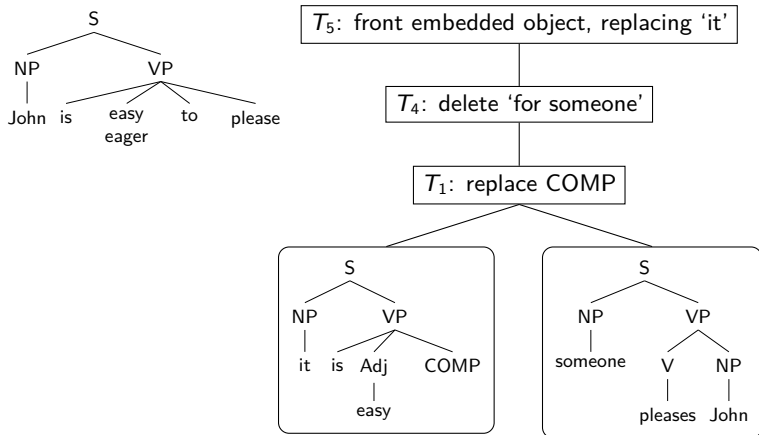 S
NP VP
John is easy to please
eager
T5: front embedded object, replacing ‘it’
T4: delete ‘for someone’
T1: replace COMP
S
NP VP
it is Adj COMP
easy
S
NP VP
someone V NP
pleases John